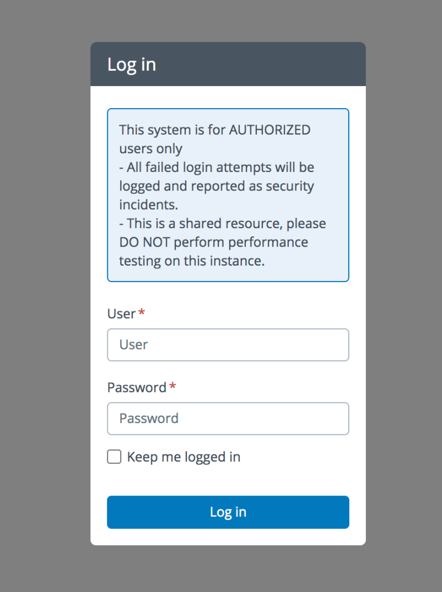 Log in
This system is for AUTHORIZED
users only
- All failed login attempts will be
logged and reported as security
incidents.
- This is a shared resource, please
DO NOT perform performance
testing on this instance.
User*
User
Password*
Password
Keep me logged in
Log in